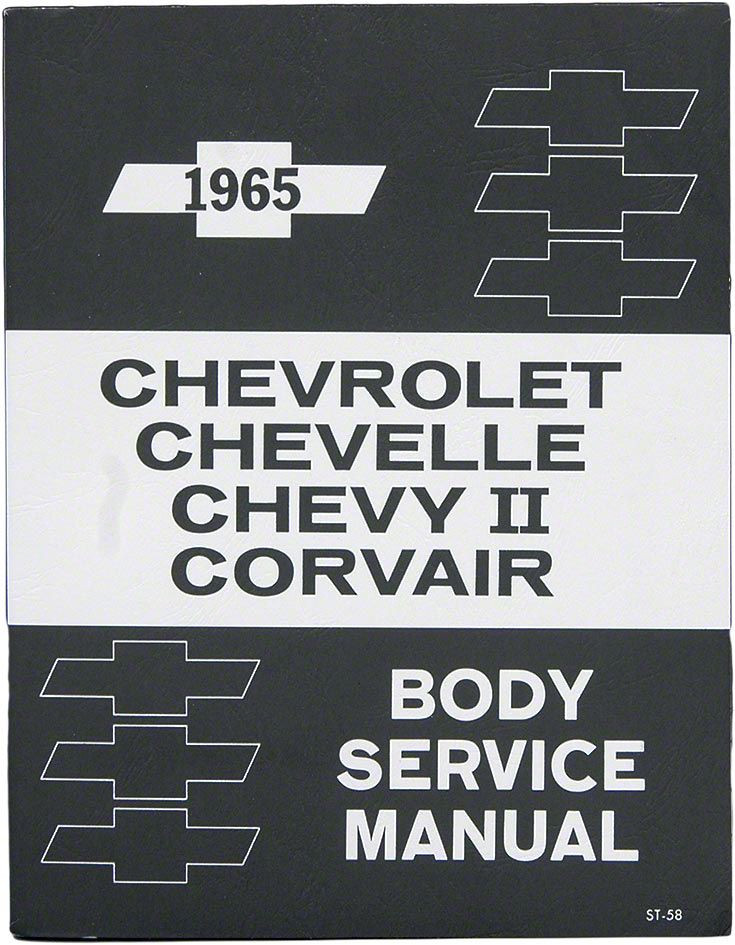 1965
CHEVROLET
CHEVELLE
CHEVY II
CORVAIR
BODY
SERVICE
MANUAL
ST-58